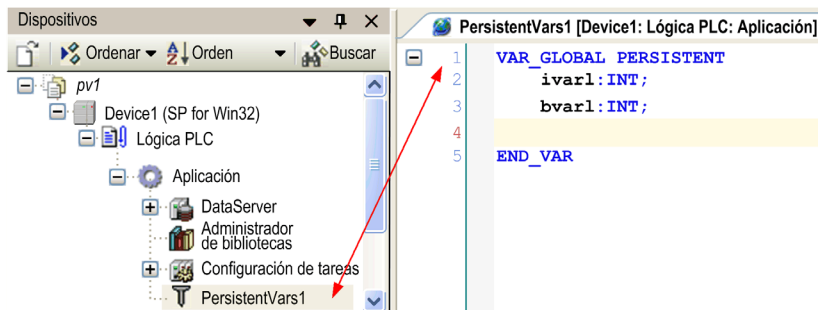 Dispositivos
Ordenar Orden Buscar
pv1
Device1 (SP for Win32)
Lógica PLC
Aplicación
DataServer
Administrador
de bibliotecas
Configuración de tareas
PersistentVars1
PersistentVars1 [Device1: Lógica PLC: Aplicación]
1 VAR_GLOBAL PERSISTENT
2 ivar1:INT;
3 bvar1:INT;
4
5 END_VAR